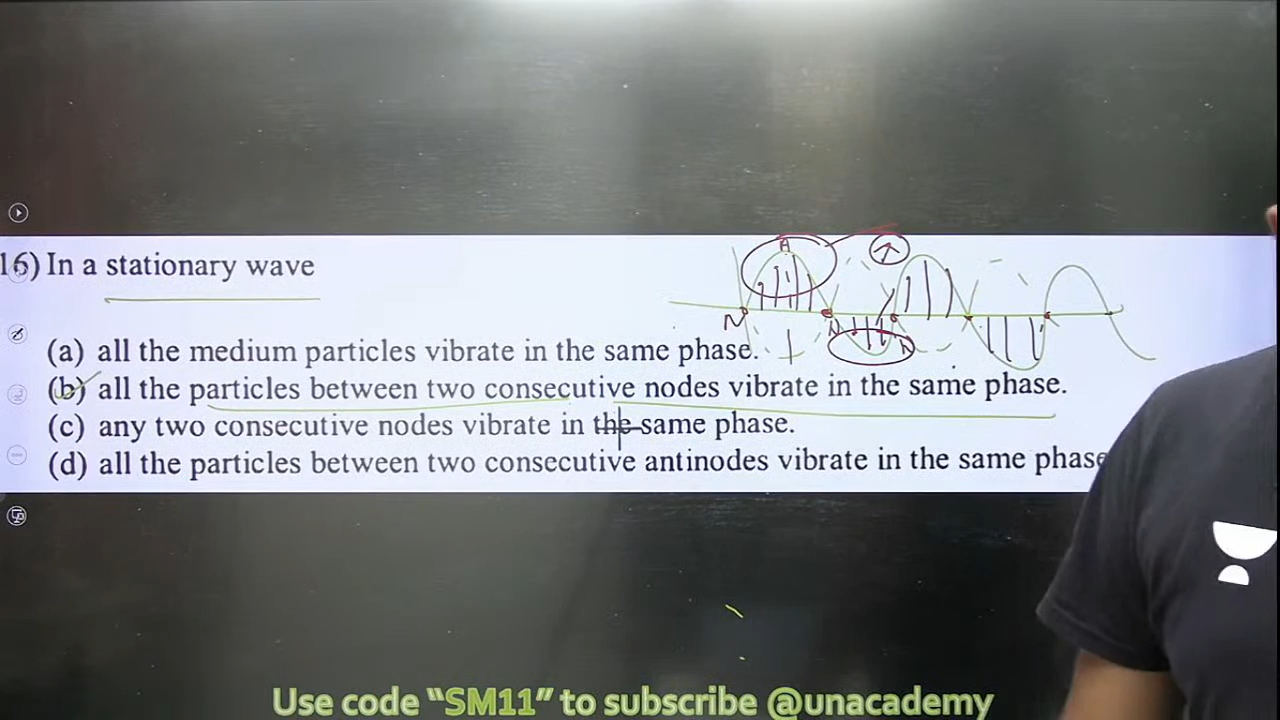 A
N
N
N
16) In a stationary wave
(a) all the medium particles vibrate in the same phase.
(b) all the particles between two consecutive nodes vibrate in the same phase.
(c) any two consecutive nodes vibrate in the same phase.
(d) all the particles between two consecutive antinodes vibrate in the same phase
Use code “SM11” to subscribe @unacademy